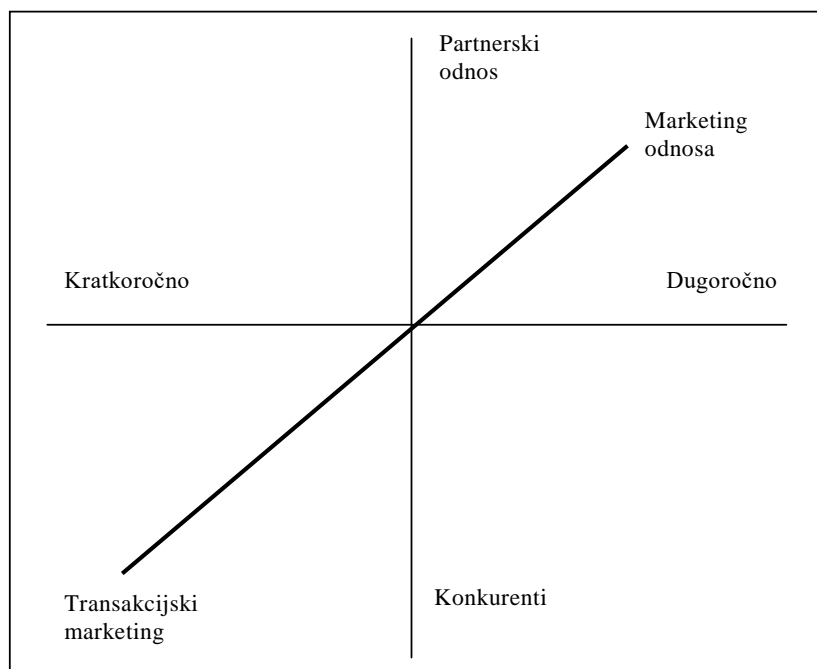 Partnerski
odnos
Marketing
odnosa
Kratkoročno
Dugoročno
Transakcijski
marketing
Konkurenti